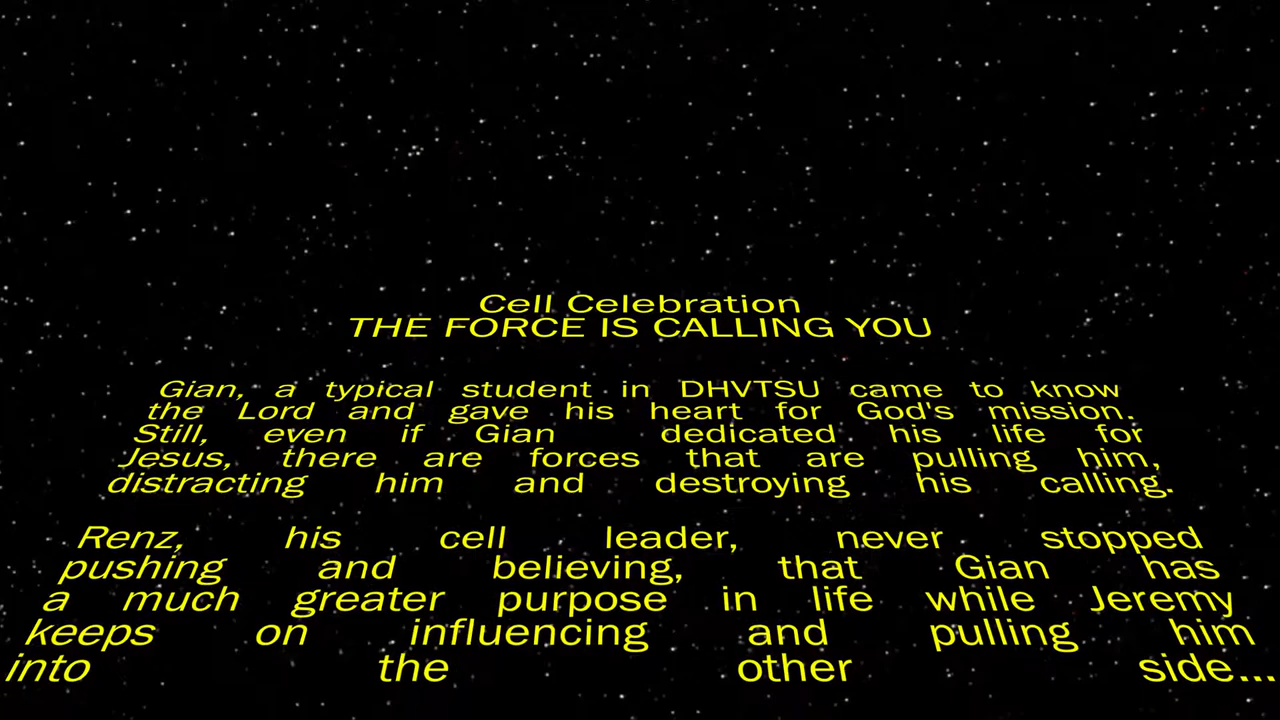 Cell Celebration
THE FORCE IS CALLING YOU
Gian, a typical student in DHVTSU came to know
the Lord and gave his heart for God's mission.
Still, even if Gian dedicated his life for
Jesus, there are forces that are pulling him,
distracting him and destroying his calling.
Renz, his cell leader, never stopped
pushing and believing, that Gian has
a much greater purpose in life while Jeremy
keeps on influencing and pulling him
into the other side...